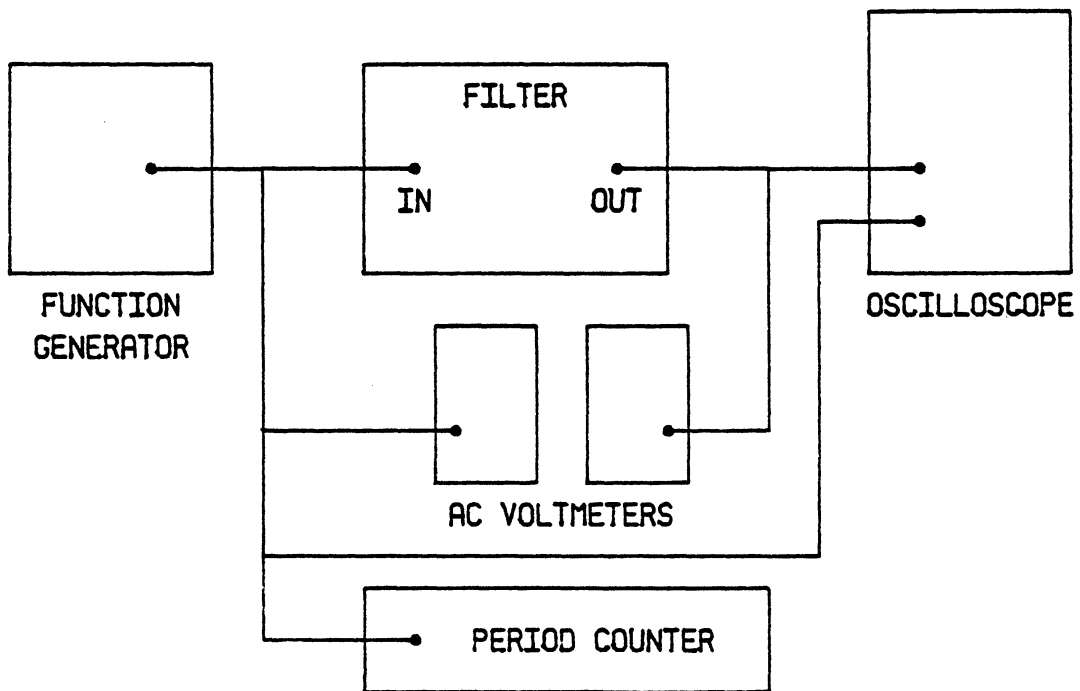 FILTER
IN
OUT
FUNCTION
GENERATOR
OSCILLOSCOPE
AC VOLTMETERS
PERIOD COUNTER